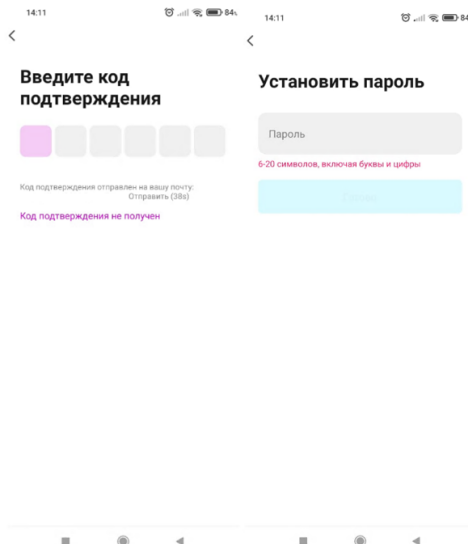 14:11
84
Введите код
подтверждения
Код подтверждения отправлен на вашу почту:
Отправить (38s)
Код подтверждения не получен
14:11
84
Установить пароль
Пароль
6-20 символов, включая буквы и цифры